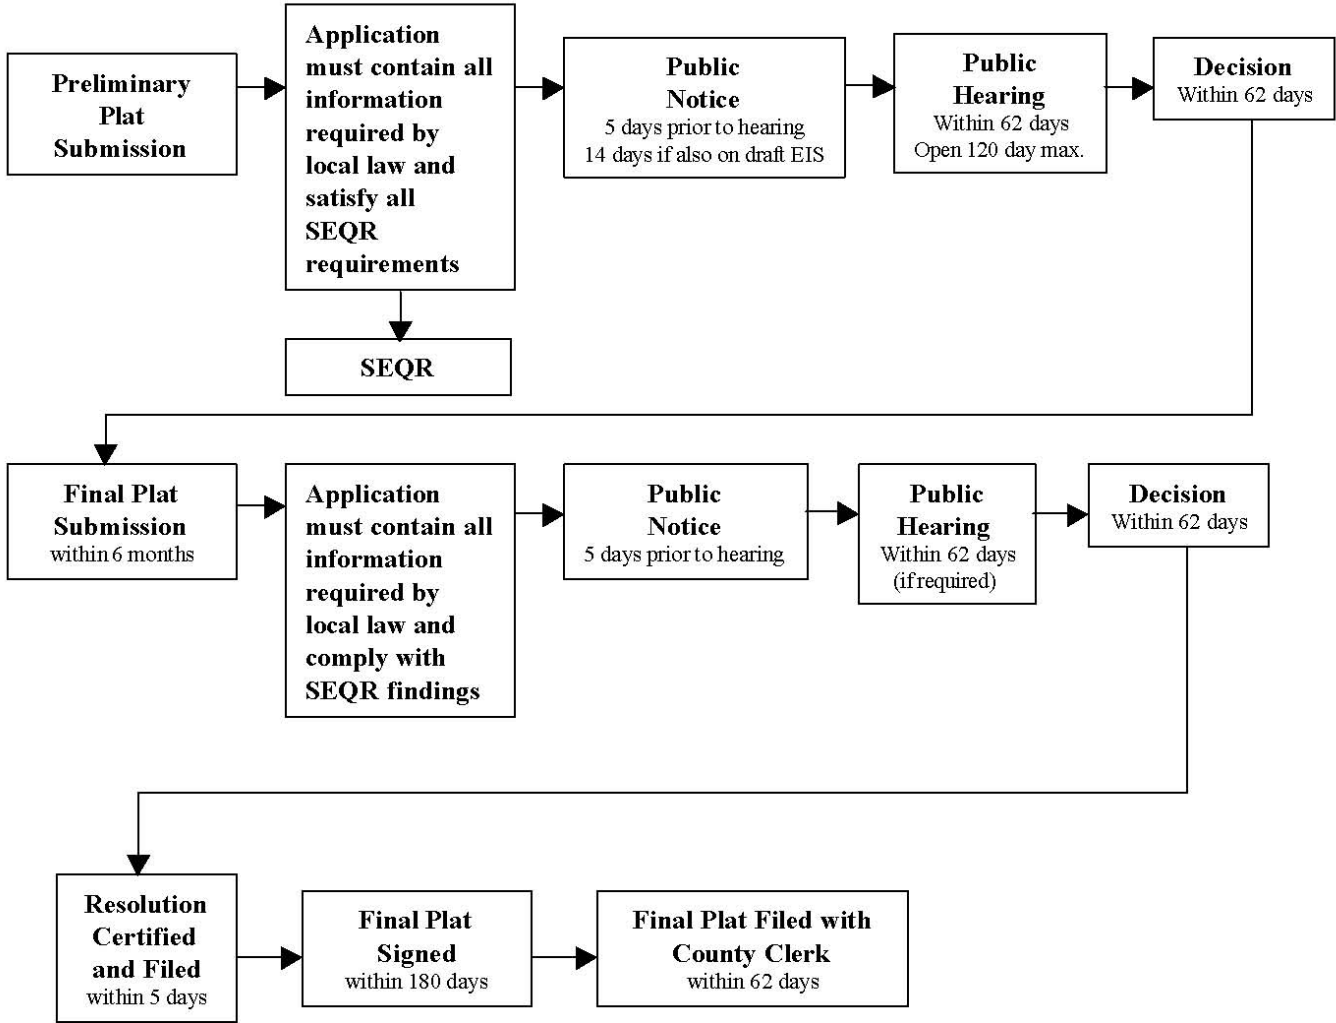 Preliminary
Plat
Submission
Application
must contain all
information
required by
local law and
satisfy all
SEQR
requirements
Public
Notice
5 days prior to hearing
14 days if also on draft EIS
Public
Hearing
Within 62 days
Open 120 day max.
Decision
Within 62 days
SEQR
Final Plat
Submission
within 6 months
Application
must contain all
information
required by
local law and
comply with
SEQR findings
Public
Notice
5 days prior to hearing
Public
Hearing
Within 62 days
(if required)
Decision
Within 62 days
Resolution
Certified
and Filed
within 5 days
Final Plat
Signed
within 180 days
Final Plat Filed with
County Clerk
within 62 days